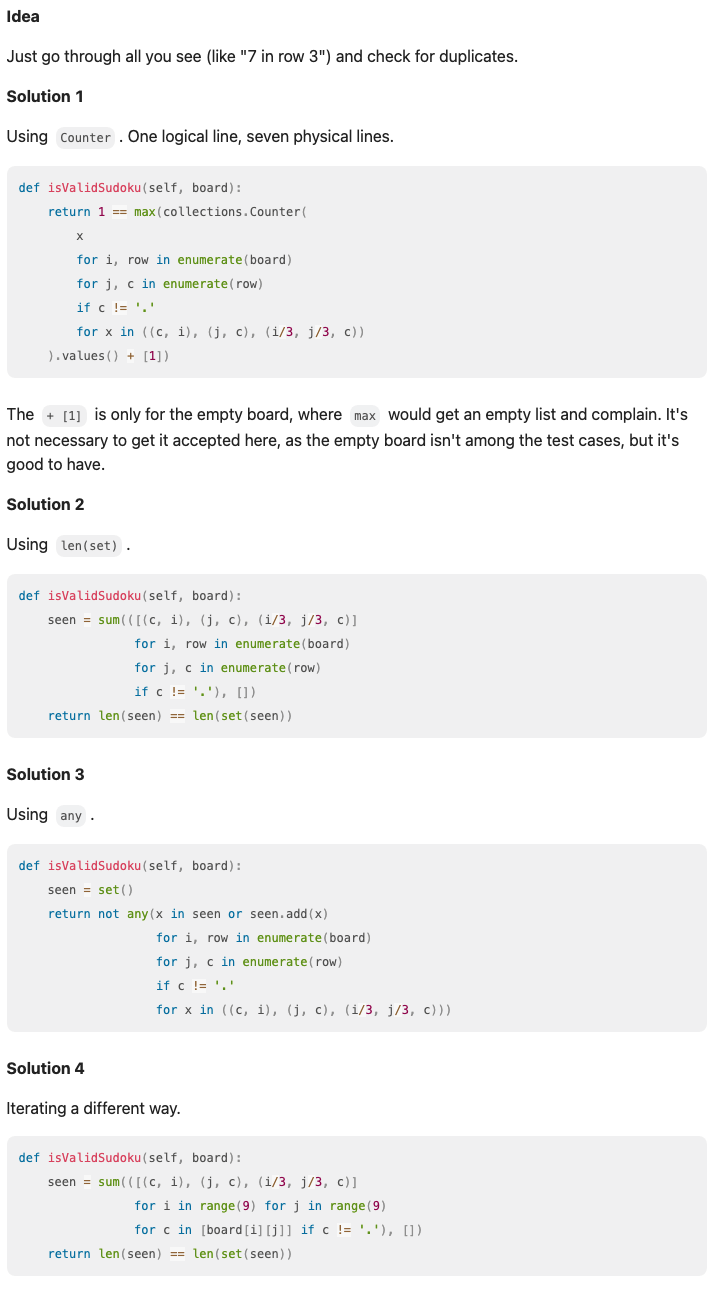 Idea
Just go through all you see (like "7 in row 3") and check for duplicates.
Solution 1
Using Counter . One logical line, seven physical lines.
def isValidSudoku(self, board):
    return 1 == max(collections.Counter(
        x
        for i, row in enumerate(board)
        for j, c in enumerate(row)
        if c != '.'
        for x in ((c, i), (j, c), (i/3, j/3, c))
    ).values() + [1])
The + [1] is only for the empty board, where max would get an empty list and complain. It's
not necessary to get it accepted here, as the empty board isn't among the test cases, but it's
good to have.
Solution 2
Using len(set) .
def isValidSudoku(self, board):
    seen = sum(([(c, i), (j, c), (i/3, j/3, c)]
                for i, row in enumerate(board)
                for j, c in enumerate(row)
                if c != '.'), [])
    return len(seen) == len(set(seen))
Solution 3
Using any .
def isValidSudoku(self, board):
    seen = set()
    return not any(x in seen or seen.add(x)
                   for i, row in enumerate(board)
                   for j, c in enumerate(row)
                   if c != '.'
                   for x in ((c, i), (j, c), (i/3, j/3, c)))
Solution 4
Iterating a different way.
def isValidSudoku(self, board):
    seen = sum(([(c, i), (j, c), (i/3, j/3, c)]
                for i in range(9) for j in range(9)
                for c in [board[i][j]] if c != '.'), [])
    return len(seen) == len(set(seen))